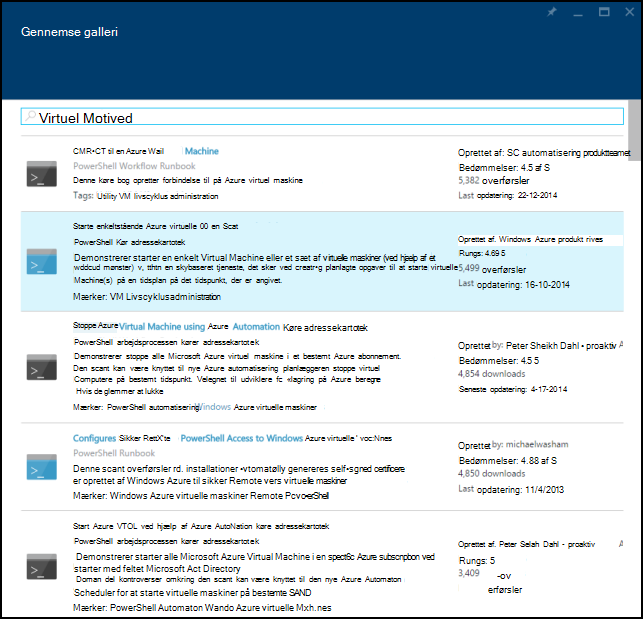 Gennemse galleri
Virtuel Motived
CMR•CT til en Azure Wail Machine
PowerShell Workflow Runbook
Denne køre bog opretter forbindelse til på Azure virtuel maskine
Tags: Utility VM livscyklus administration
Oprettet af: SC automatisering produktteamet
Bedømmelser: 4.5 af S
5,382 overførsler
Last opdatering: 22-12-2014
Starte enkeltstående Azure virtuelle 00 en Scat
PowerShell Kør adressekartotek
Demonstrerer starter en enkelt Virtual Machine eller et sæt af virtuelle maskiner (ved hjælp af et
wddcud mønster) v, tthtn en skybaseret tjeneste, det sker ved creatr•g planlagte opgaver til at starte virtuelle
Machine(s) på en tidsplan på det tidspunkt, der er angivet.
Mærker: VM Livscyklusadministration
Oprettet af. Windows Azure produkt rives
Rungs: 4.69 5
5,499 overførsler
Last opdatering: 16-10-2014
Stoppe Azure Virtual Machine using Azure Automation Køre adressekartotek
PowerShell arbejdsprocessen kører adressekartotek
Demonstrerer stoppe alle Microsoft Azure virtuel maskine i et bestemt Azure abonnement.
Den scant kan være knyttet til nye Azure automatisering planlæggeren stoppe virtuel
Computere på bestemt tidspunkt. Velegnet til udviklere fc •klagring på Azure beregne
Hvis de glemmer at lukke
Mærker: PowerShell automatisering Windows Azure virtuelle maskiner
Oprettet by: Peter Sheikh Dahl • proaktiv A
Bedømmelser: 4.5 5
4,854 downloads
Seneste opdatering: 4-17-2014
Configures Sikker RettX'te PowerShell Access to Windows Azure virtuelle ' voc:Nnes
PowerShell Runbook
Denne scant overførsler rd. installationer •vtomatølly genereres self•sgned certificere
er oprettet af Windows Azure til sikker Remote vers virtuelle maskiner
Mærker: Windows Azure virtuelle maskiner Remote Povo•erShell
Oprettet by: michaelwasham
Bedømmelser: 4.88 af S
4,850 downloads
Last opdatering: 11/4/2013
Start Azure VTOL ved hjælp af Azure AutoNation køre adressekartotek
PowerShell arbejdsprocessen kører adressekartotek
Demonstrerer starter alle Microsoft Azure Virtual Machine i en spect6c Azure subscnpbon ved
starter med feltet Microsoft Act Directory
Doman del kontroverser omkring den scant kan være knyttet til den nye Azure Automaton
Scheduler for at starte virtuelle maskiner på bestemte SAND
Mærker: PowerShell Automaton Wando Azure virtuelle Mxh.nes
Oprettet af. Peter Selah Dahl - proaktiv A
Rungs: 5
3,409 -ov
erførsler